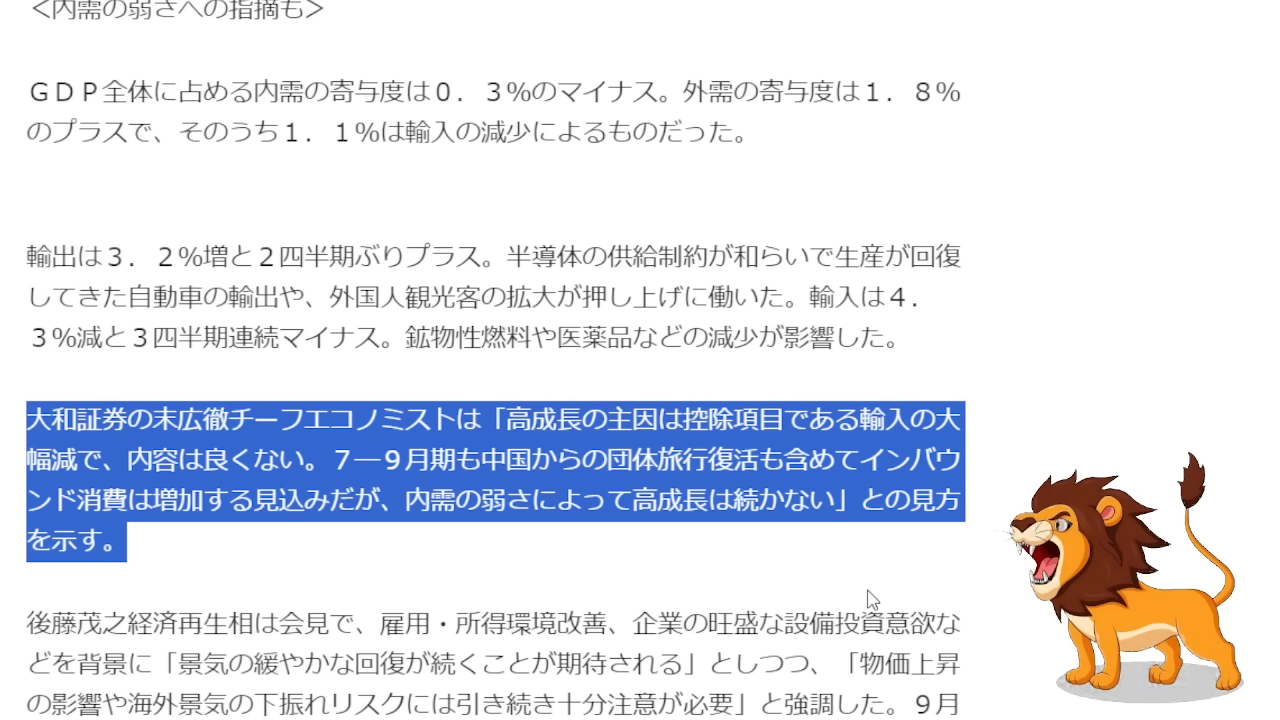 ＜内需の弱さへの指摘も＞
ＧＤＰ全体に占める内需の寄与度は０．３％のマイナス。外需の寄与度は１．８％
のプラスで、そのうち１．１％は輸入の減少によるものだった。
輸出は３．２％増と２四半期ぶりプラス。半導体の供給制約が和らいで生産が回復
してきた自動車の輸出や、外国人観光客の拡大が押し上げに働いた。輸入は４．
３％減と３四半期連続マイナス。鉱物性燃料や医薬品などの減少が影響した。
大和証券の末広徹チーフエコノミストは「高成長の主因は控除項目である輸入の大
幅減で、内容は良くない。７―９月期も中国からの団体旅行復活も含めてインバウ
ンド消費は増加する見込みだが、内需の弱さによって高成長は続かない」との見方
を示す。
後藤茂之経済再生相は会見で、雇用・所得環境改善、企業の旺盛な設備投資意欲な
どを背景に「景気の緩やかな回復が続くことが期待される」としつつ、「物価上昇
の影響や海外景気の下振れリスクには引き続き十分注意が必要」と強調した。９月